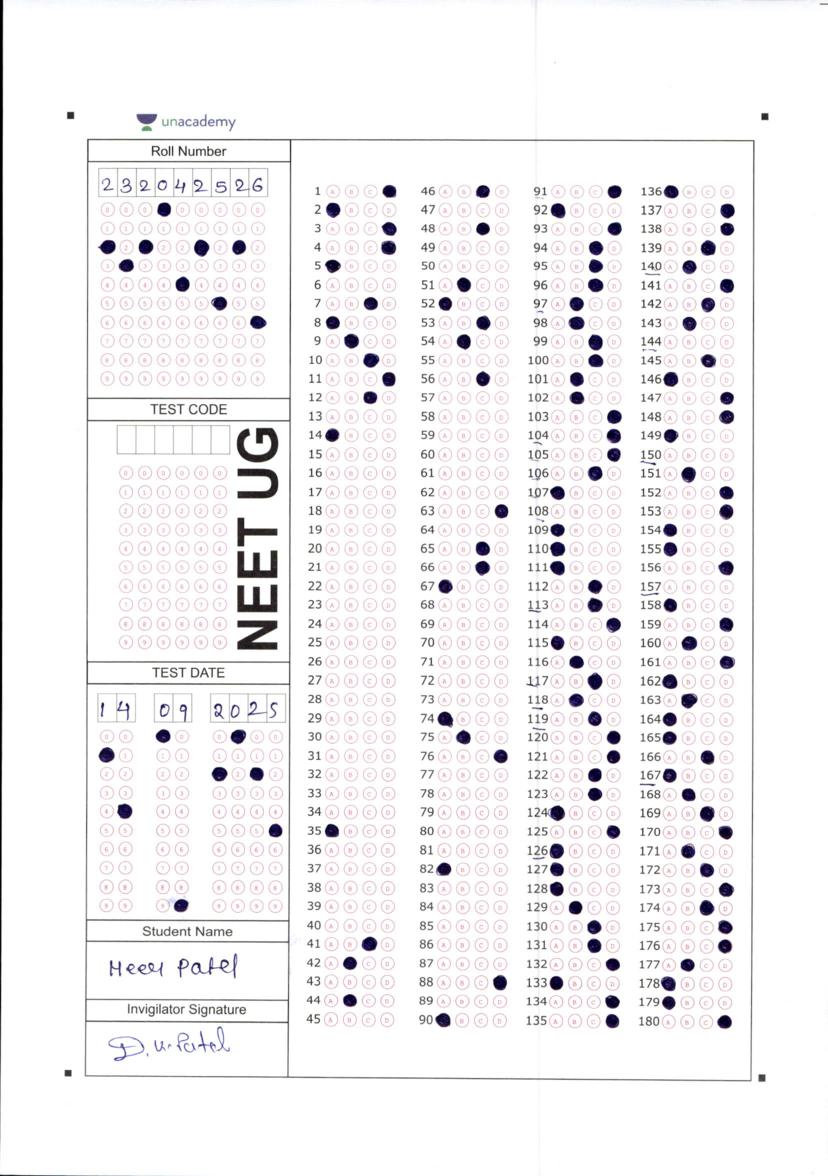 unacademy
Roll Number
2 3 2 0 4 2 5 2 6
TEST CODE
NEET UG
TEST DATE
14 09 2025
Student Name
Heer Patel
Invigilator Signature
D. U. Patel
1 A B C
2 B C D
3 A B C
4 A B C
5 B C D
6 A B C D
7 A B D
8 B C D
9 A C D
10 A B D
11 A B C
12 A B D
13 A B C D
14 B C D
15 A B C D
16 A B C D
17 A B C D
18 A B C D
19 A B C D
20 A B C D
21 A B C D
22 A B C D
23 A B C D
24 A B C D
25 A B C D
26 A B C D
27 A B C D
28 A B C D
29 A B C D
30 A B C D
31 A B C D
32 A B C D
33 A B C D
34 A B C D
35 B C D
36 A B C D
37 A B C D
38 A B C D
39 A B C D
40 A B C D
41 A B D
42 A C D
43 A B C D
44 A C D
45 A B C D
46 A B D
47 A B C D
48 A B D
49 A B C D
50 A B C D
51 A C D
52 B C D
53 A B D
54 A C D
55 A B C D
56 A B D
57 A B C D
58 A B C D
59 A B C D
60 A B C D
61 A B C D
62 A B C D
63 A B C
64 A B C D
65 A B D
66 A B D
67 B C D
68 A B C D
69 A B C D
70 A B C D
71 A B C D
72 A B C D
73 A B C D
74 B C D
75 A C D
76 A B C
77 A B C D
78 A B C D
79 A B C D
80 A B C D
81 A B C D
82 B C D
83 A B C D
84 A B C D
85 A B C D
86 A B C D
87 A B C D
88 A B C
89 A B C D
90 B C D
91 A B C
92 B C D
93 A B C
94 A B D
95 A B D
96 A B D
97 A C D
98 A C D
99 A B D
100 A B D
101 A C D
102 A C D
103 A B C
104 A B C
105 A B C
106 A B D
107 B C D
108 A B C D
109 B C D
110 B C D
111 B C D
112 A B D
113 A B D
114 A B C
115 B C D
116 A C D
117 A B D
118 A C D
119 A B D
120 A B C
121 A B C
122 A B D
123 A B D
124 B C D
125 A B C
126 B C D
127 B C D
128 B C D
129 A C D
130 A B D
131 A B D
132 A B C
133 B C D
134 A B C
135 A B C
136 B C D
137 A B C
138 A B C
139 A B D
140 A C D
141 A B C
142 A B D
143 A C D
144 A B C D
145 A B D
146 B C D
147 A B C
148 A B C
149 B C D
150 A B C D
151 A C D
152 A B C
153 A B C
154 B C D
155 B C D
156 A B C
157 A B C D
158 B C D
159 A B C
160 A C D
161 A B C
162 B C D
163 A C D
164 B C D
165 B C D
166 A B D
167 B C D
168 A C D
169 A B D
170 A B C
171 A C D
172 A B D
173 A B C
174 A B D
175 A B C
176 A B C
177 A C D
178 B C D
179 B C D
180 A B C